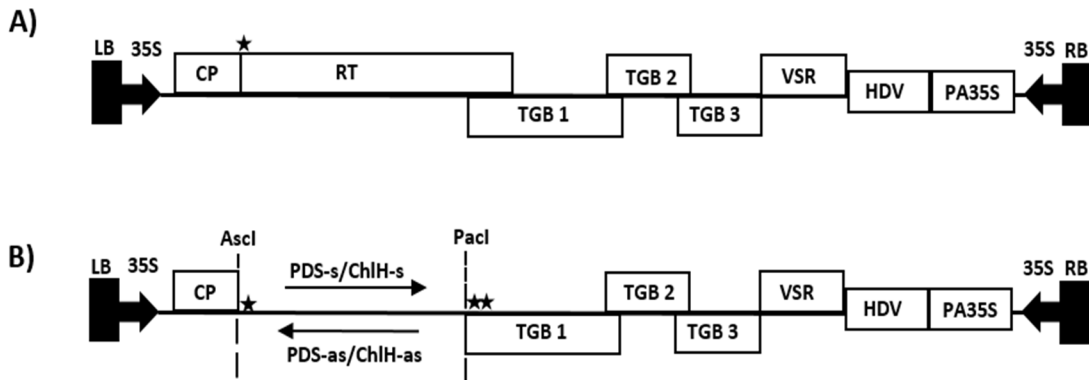 A)
LB 35S ★ 35S RB
CP RT TGB 2 VSR
TGB 1 TGB 3 HDV PA35S
B)
AscI PacI
LB 35S PDS-s/ChlH-s 35S RB
CP ★ ★★ TGB 2 VSR
PDS-as/ChlH-as TGB 1 TGB 3 HDV PA35S